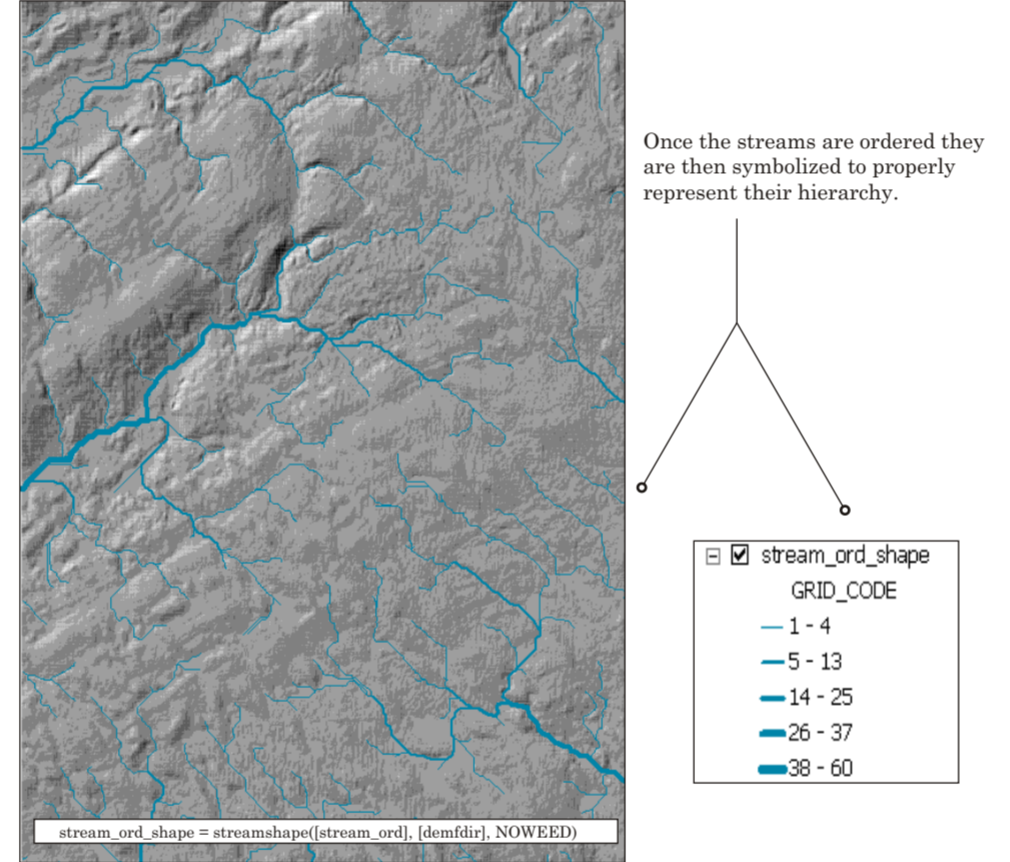 Once the streams are ordered they
are then symbolized to properly
represent their hierarchy.
stream_ord_shape
GRID_CODE
1 - 4
5 - 13
14 - 25
26 - 37
38 - 60
stream_ord_shape = streamshape([stream_ord], [demfdir], NOWEED)